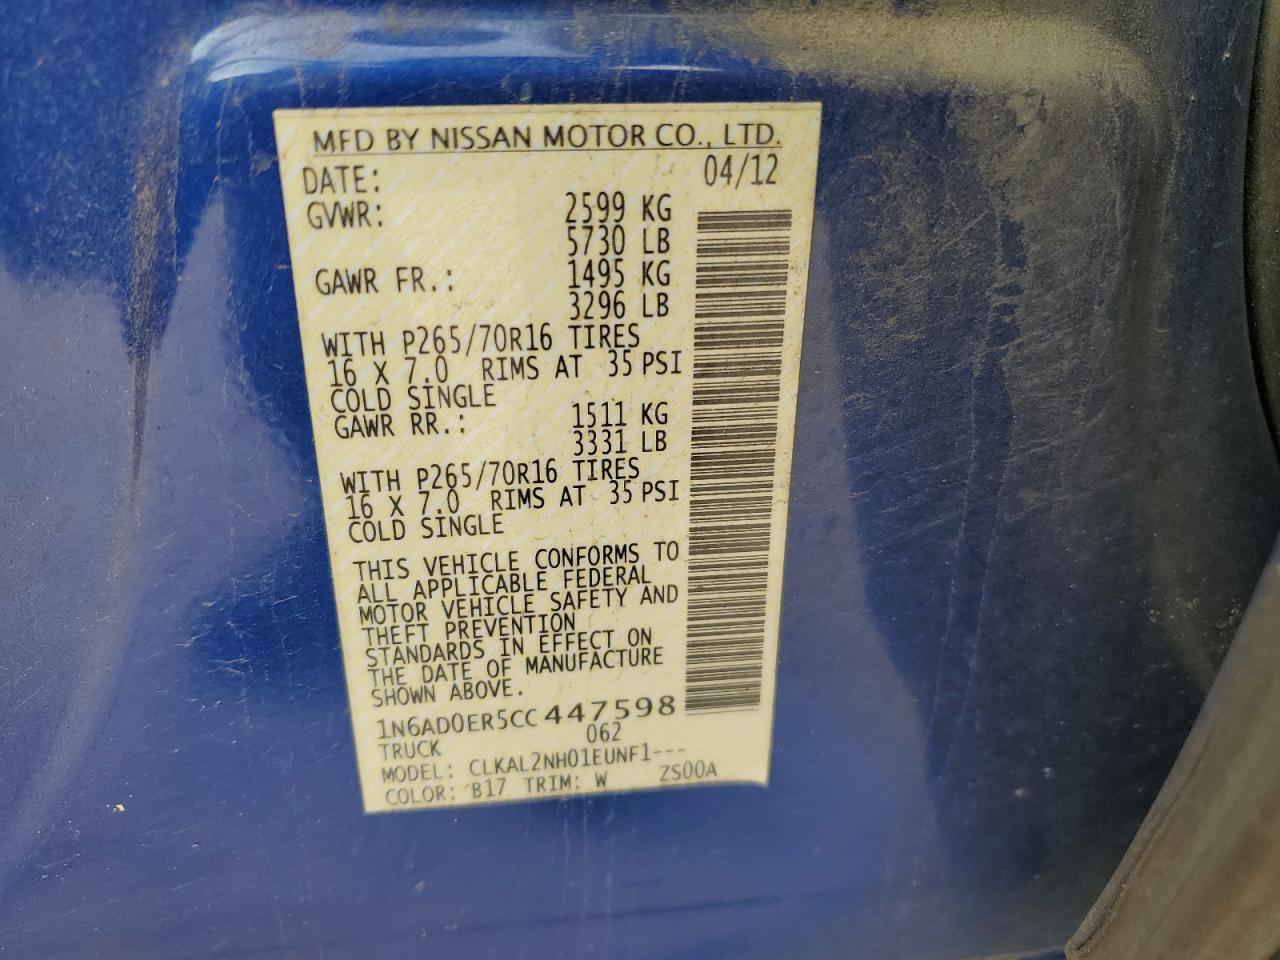 MFD BY NISSAN MOTOR CO., LTD.
DATE: 04/12
GVWR: 2599 KG
5730 LB
GAWR FR.: 1495 KG
3296 LB
WITH P265/70R16 TIRES
16 X 7.0 RIMS AT 35 PSI
COLD SINGLE
GAWR RR.: 1511 KG
3331 LB
WITH P265/70R16 TIRES
16 X 7.0 RIMS AT 35 PSI
COLD SINGLE
THIS VEHICLE CONFORMS TO
ALL APPLICABLE FEDERAL
MOTOR VEHICLE SAFETY AND
THEFT PREVENTION
STANDARDS IN EFFECT ON
THE DATE OF MANUFACTURE
SHOWN ABOVE.
1N6AD0ER5CC447598
TRUCK 062
MODEL: CLKAL2NH01EUNF1---
COLOR: B17 TRIM: W ZS00A